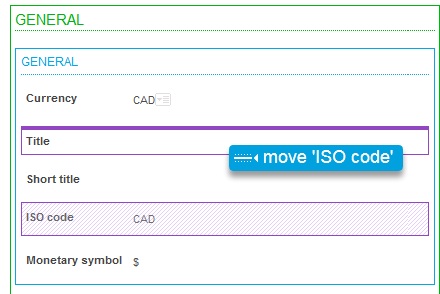 GENERAL
GENERAL
Currency CAD
Title
move 'ISO code'
Short title
ISO code CAD
Monetary symbol $